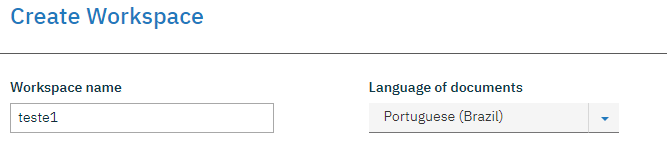 Create Workspace
Workspace name
Language of documents
teste1
Portuguese (Brazil)